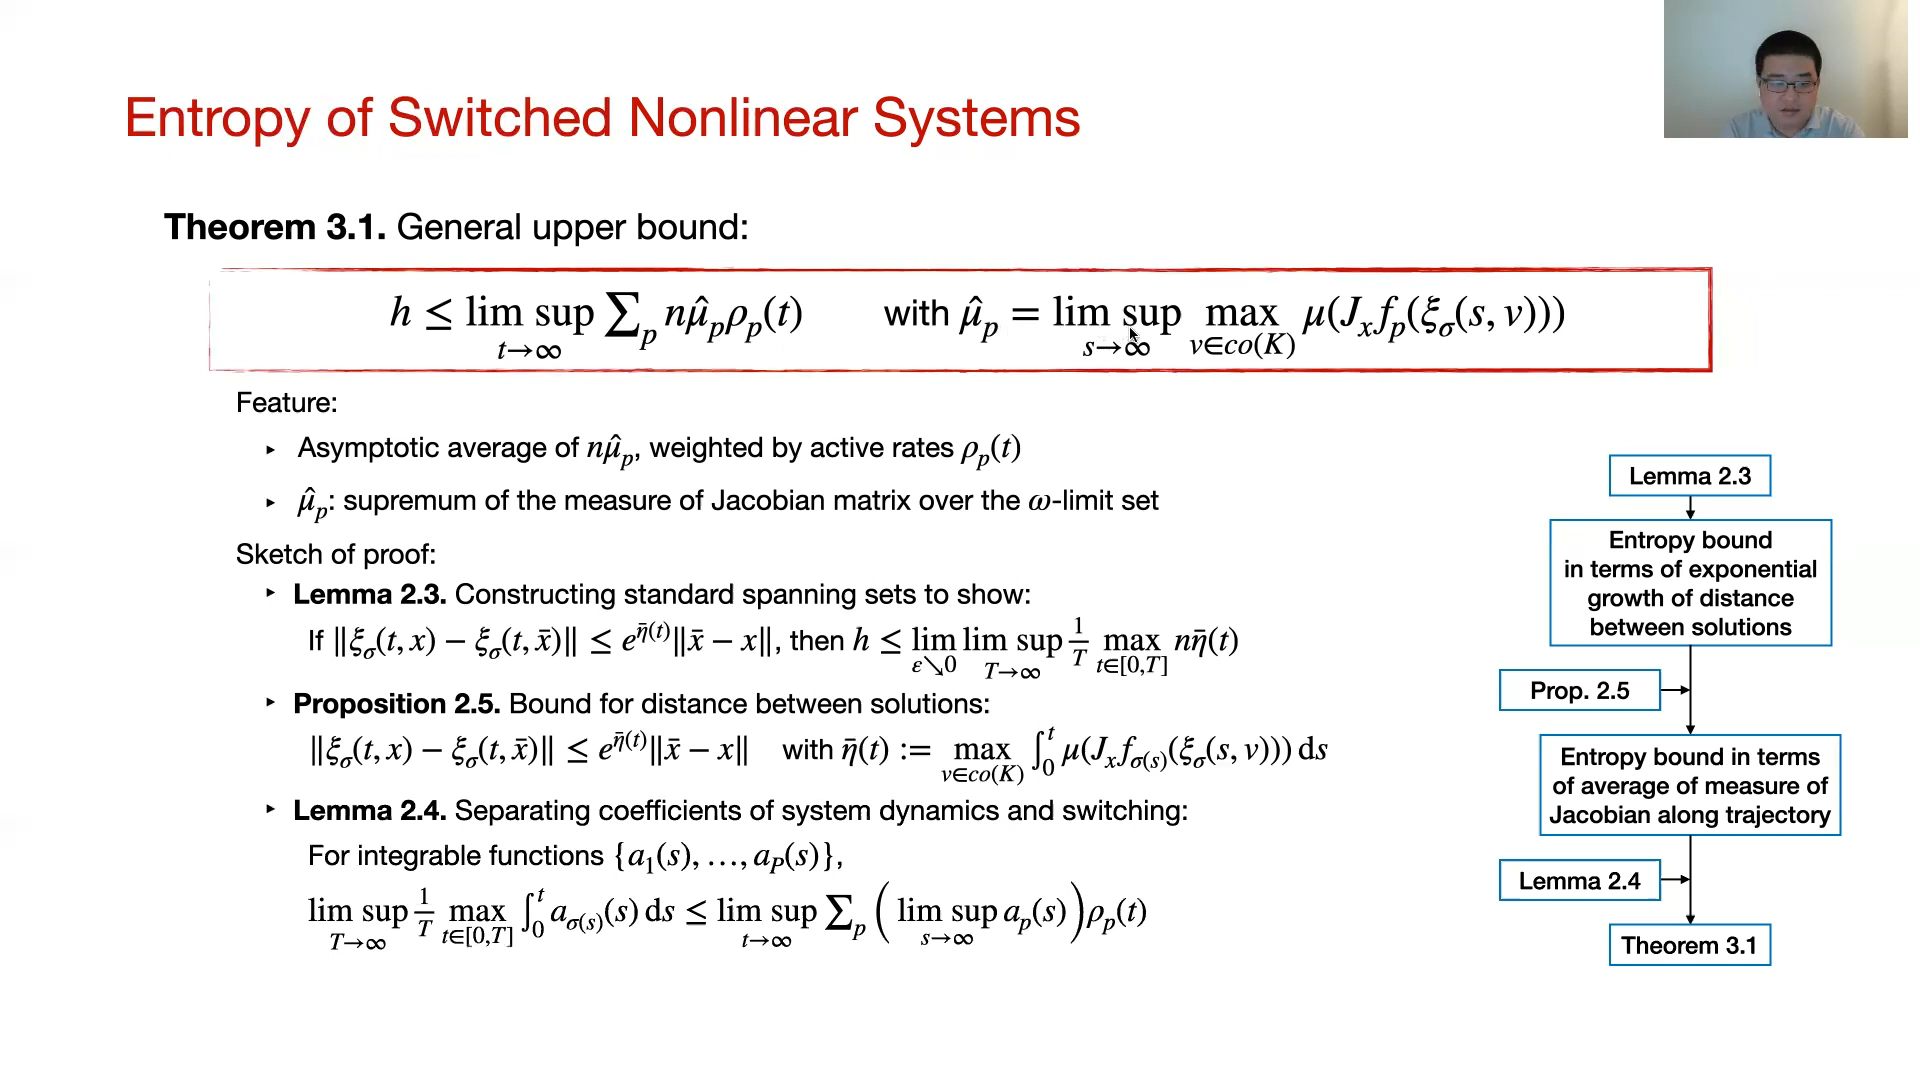 Entropy of Switched Nonlinear Systems
Theorem 3.1. General upper bound:
h ≤ lim sup_{t→∞} ∑_p nμ̂_pρ_p(t) with μ̂_p = lim sup_{s→∞} max_{v∈co(K)} μ(J_xf_p(ξ_σ(s, v)))
Feature:
‣ Asymptotic average of nμ̂_p, weighted by active rates ρ_p(t)
‣ μ̂_p: supremum of the measure of Jacobian matrix over the ω-limit set
Sketch of proof:
‣ Lemma 2.3. Constructing standard spanning sets to show:
If ‖ξ_σ(t, x) − ξ_σ(t, x̄)‖ ≤ e^{η̄(t)}‖x̄ − x‖, then h ≤ lim_{ε↘0} lim sup_{T→∞} 1/T max_{t∈[0,T]} nη̄(t)
‣ Proposition 2.5. Bound for distance between solutions:
‖ξ_σ(t, x) − ξ_σ(t, x̄)‖ ≤ e^{η̄(t)}‖x̄ − x‖ with η̄(t) := max_{v∈co(K)} ∫_0^t μ(J_xf_{σ(s)}(ξ_σ(s, v))) ds
‣ Lemma 2.4. Separating coefficients of system dynamics and switching:
For integrable functions {a_1(s), …, a_P(s)},
lim sup_{T→∞} 1/T max_{t∈[0,T]} ∫_0^t a_{σ(s)}(s) ds ≤ lim sup_{t→∞} ∑_p ( lim sup_{s→∞} a_p(s) ) ρ_p(t)
Lemma 2.3
Entropy bound
in terms of exponential
growth of distance
between solutions
Prop. 2.5
Entropy bound in terms
of average of measure of
Jacobian along trajectory
Lemma 2.4
Theorem 3.1